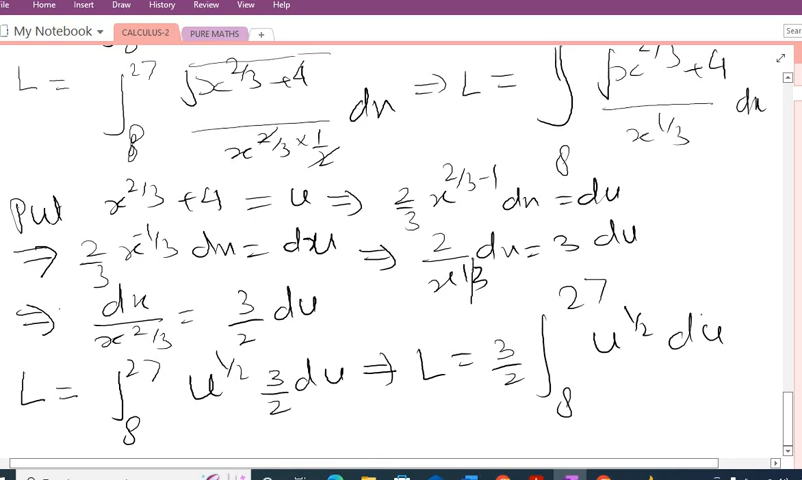 File Home Insert Draw History Review View Help
My Notebook CALCULUS-2 PURE MATHS +
L = ∫₈²⁷ √(x^2/3 + 4) / x^(2/3 × 1/2) dx ⇒ L = ∫₈ √(x^2/3 + 4) / x^1/3 dx
Put x^2/3 + 4 = u ⇒ 2/3 x^(2/3 - 1) dx = du
⇒ 2/3 x^-1/3 dx = du ⇒ 2/x^1/3 dx = 3 du
⇒ dx/x^2/3 = 3/2 du
L = ∫₈²⁷ u^1/2 3/2 du ⇒ L = 3/2 ∫₈²⁷ u^1/2 du